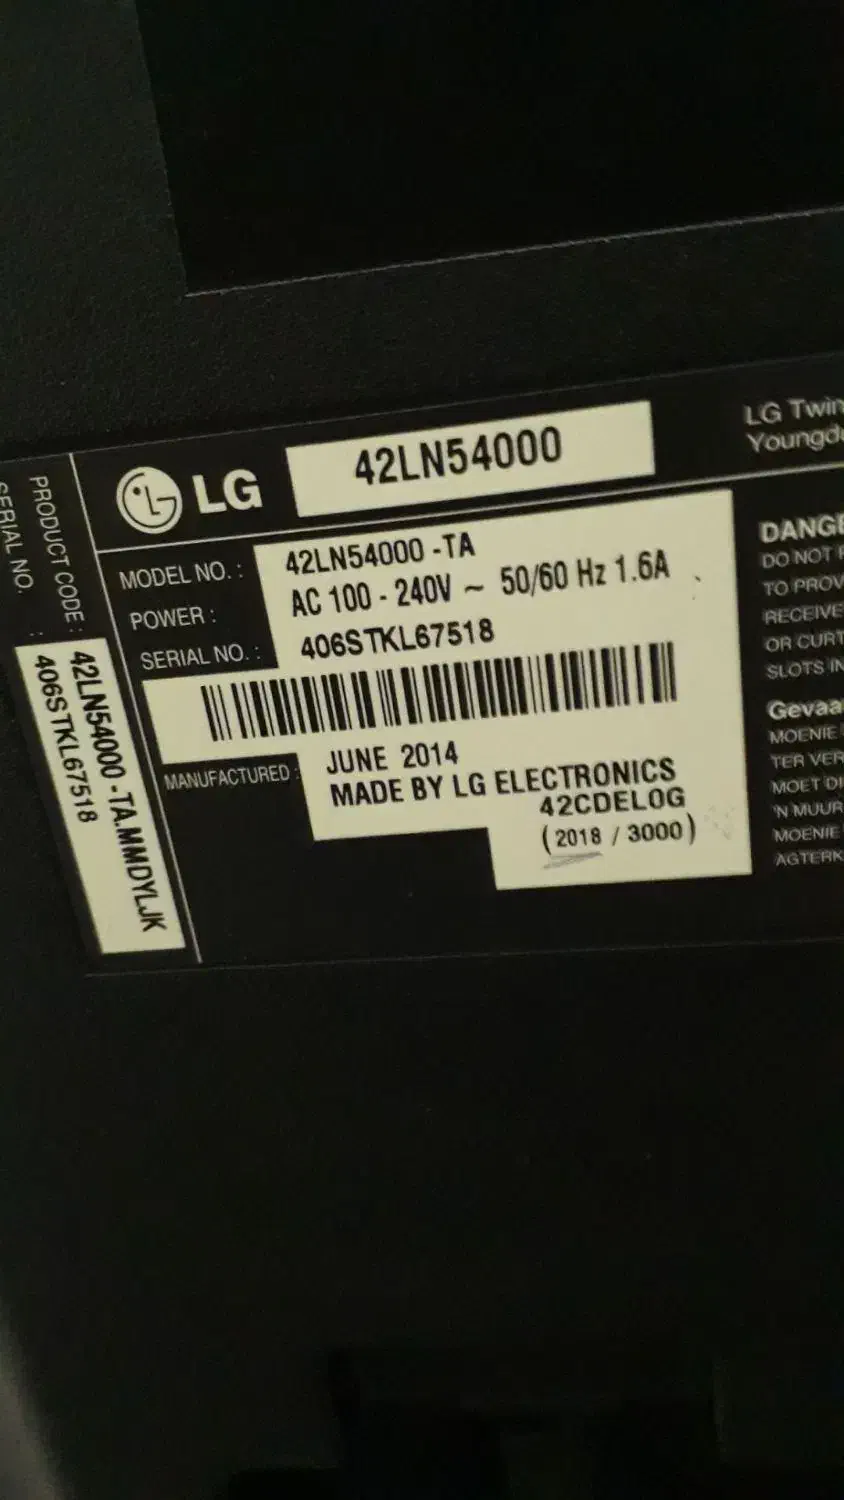 LG
42LN54000
LG Twin
MODEL NO. : 42LN54000 -TA
POWER : AC 100 - 240V ~ 50/60 Hz 1.6A
SERIAL NO. : 406STKL67518
MANUFACTURED : JUNE 2014
MADE BY LG ELECTRONICS
42CDELOG
(2018 / 3000)
PRODUCT CODE : 42LN54000 -TA.MMDYLJK
SERIAL NO. : 406STKL67518
DO NOT
TO PROV
RECEIVE
OR CURT
SLOTS IN
Gevaa
MOENIE
TER VER
MOET DI
'N MUUR
MOENIE
AGTERK